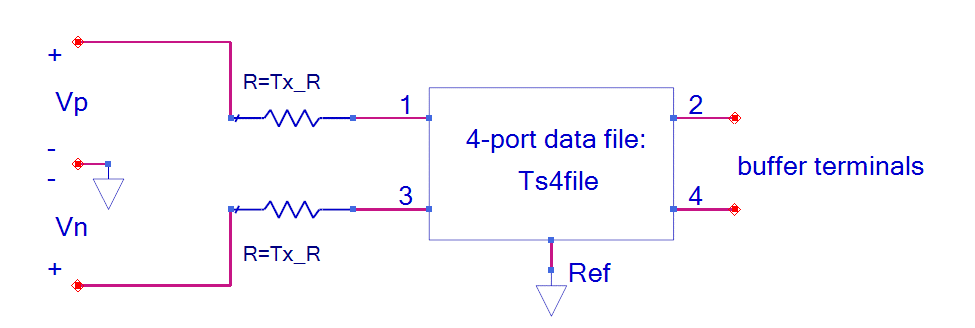 +
Vp
-
-
Vn
+
R=Tx_R
R=Tx_R
1
3
4-port data file:
Ts4file
2
4
buffer terminals
Ref